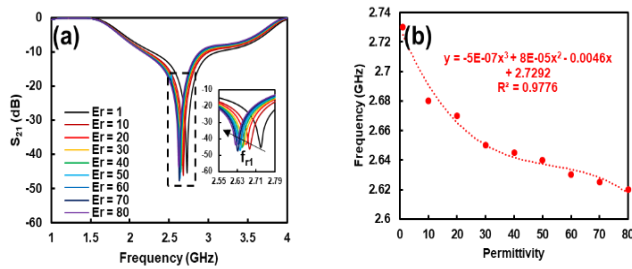 (a)
0
-10
-20
-30
-40
-50
-60
S21 (dB)
Er = 1
Er = 10
Er = 20
Er = 30
Er = 40
Er = 50
Er = 60
Er = 70
Er = 80
-10
-20
-30
-40
-50
-60
fr1
2.55 2.63 2.71 2.79
1 1.5 2 2.5 3 3.5 4
Frequency (GHz)
(b)
2.74
2.72
2.7
2.68
2.66
2.64
2.62
2.6
Frequency (GHz)
y = -5E-07x³ + 8E-05x² - 0.0046x
+ 2.7292
R² = 0.9776
0 10 20 30 40 50 60 70 80
Permittivity